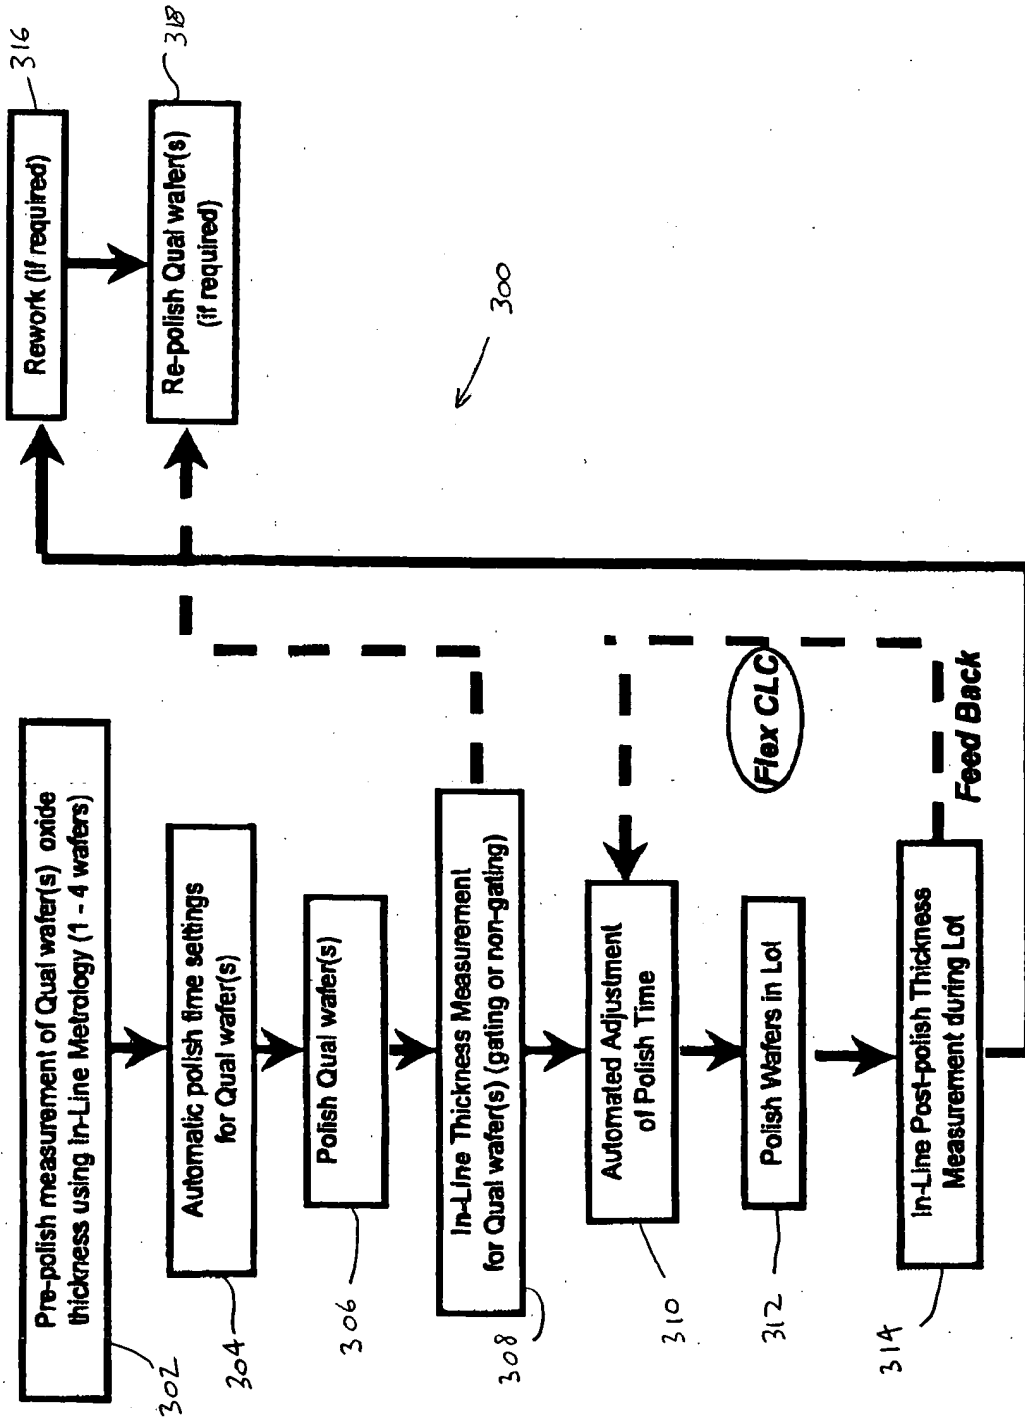 Pre-polish measurement of Qual wafer(s) oxide
thickness using In-Line Metrology (1 - 4 wafers)
302
Automatic polish time settings
for Qual wafer(s)
304
Polish Qual wafer(s)
306
In-Line Thickness Measurement
for Qual wafer(s) (gating or non-gating)
308
Automated Adjustment
of Polish Time
310
Flex CLC
Polish Wafers in Lot
312
In-Line Post-polish Thickness
Measurement during Lot
314
Feed Back
Rework (if required)
316
Re-polish Qual wafer(s)
(if required)
318
300